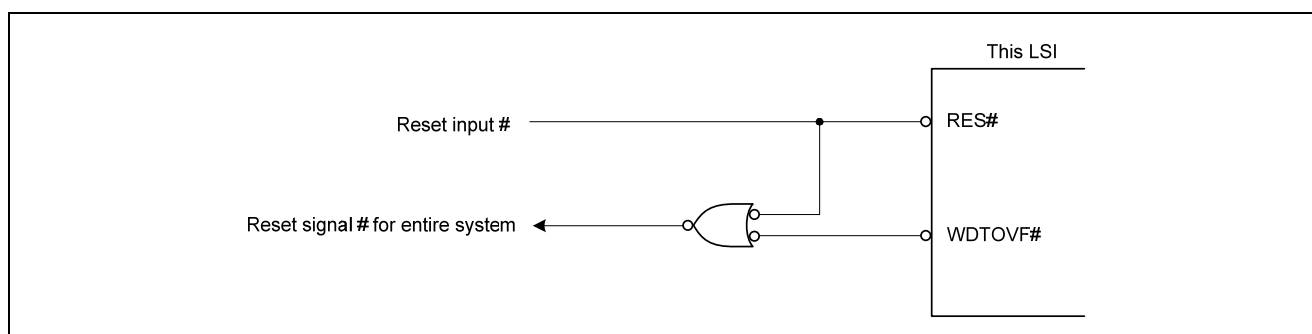 This LSI
Reset input #
RES#
Reset signal # for entire system
WDTOVF#